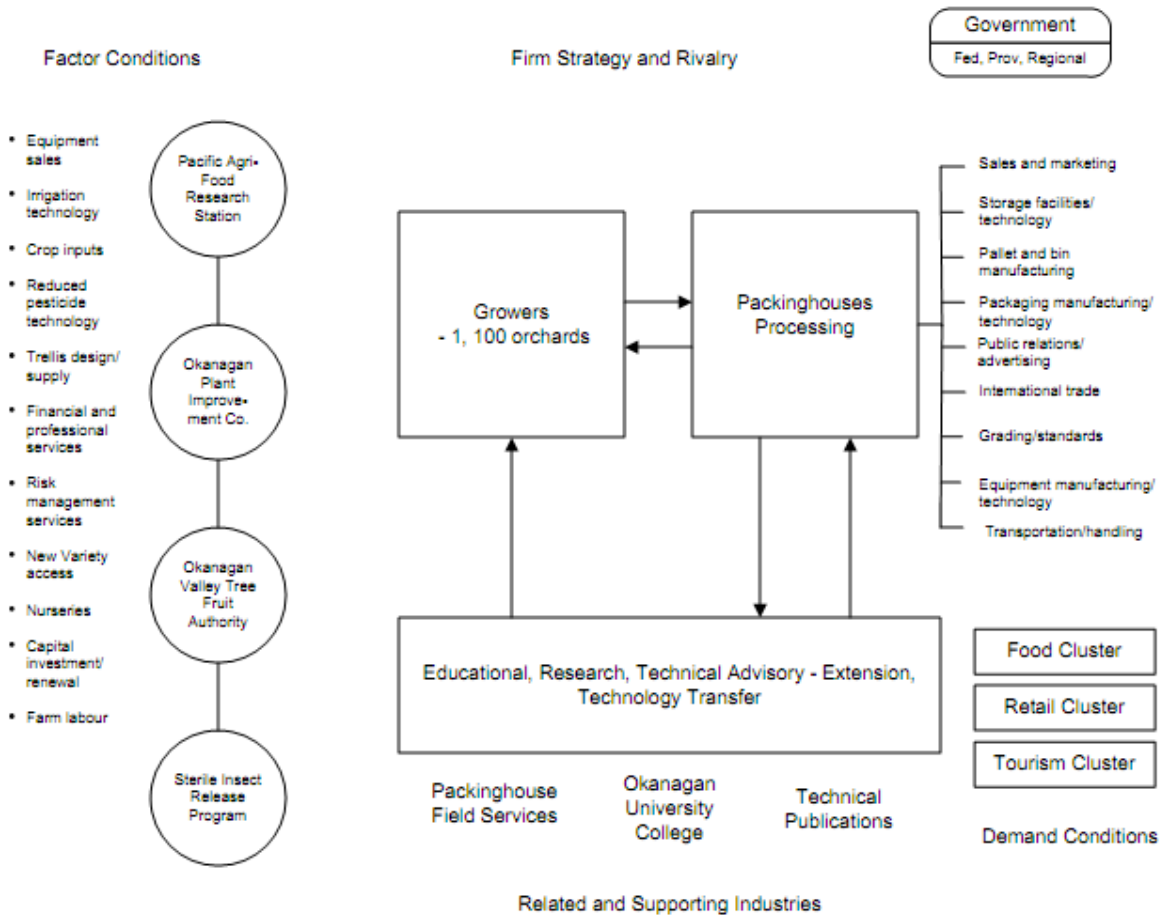 Factor Conditions
Firm Strategy and Rivalry
Government
Fed, Prov, Regional
• Equipment
sales
• Irrigation
technology
• Crop inputs
• Reduced
pesticide
technology
• Trellis design/
supply
• Financial and
professional
services
• Risk
management
services
• New Variety
access
• Nurseries
• Capital
investment/
renewal
• Farm labour
Pacific Agri-
Food
Research
Station
Okanagan
Plant
Improve-
ment Co.
Okanagan
Valley Tree
Fruit
Authority
Sterile Insect
Release
Program
Growers
- 1, 100 orchards
Packinghouses
Processing
Sales and marketing
Storage facilities/
technology
Pallet and bin
manufacturing
Packaging manufacturing/
technology
Public relations/
advertising
International trade
Grading/standards
Equipment manufacturing/
technology
Transportation/handling
Educational, Research, Technical Advisory - Extension,
Technology Transfer
Packinghouse
Field Services
Okanagan
University
College
Technical
Publications
Food Cluster
Retail Cluster
Tourism Cluster
Demand Conditions
Related and Supporting Industries